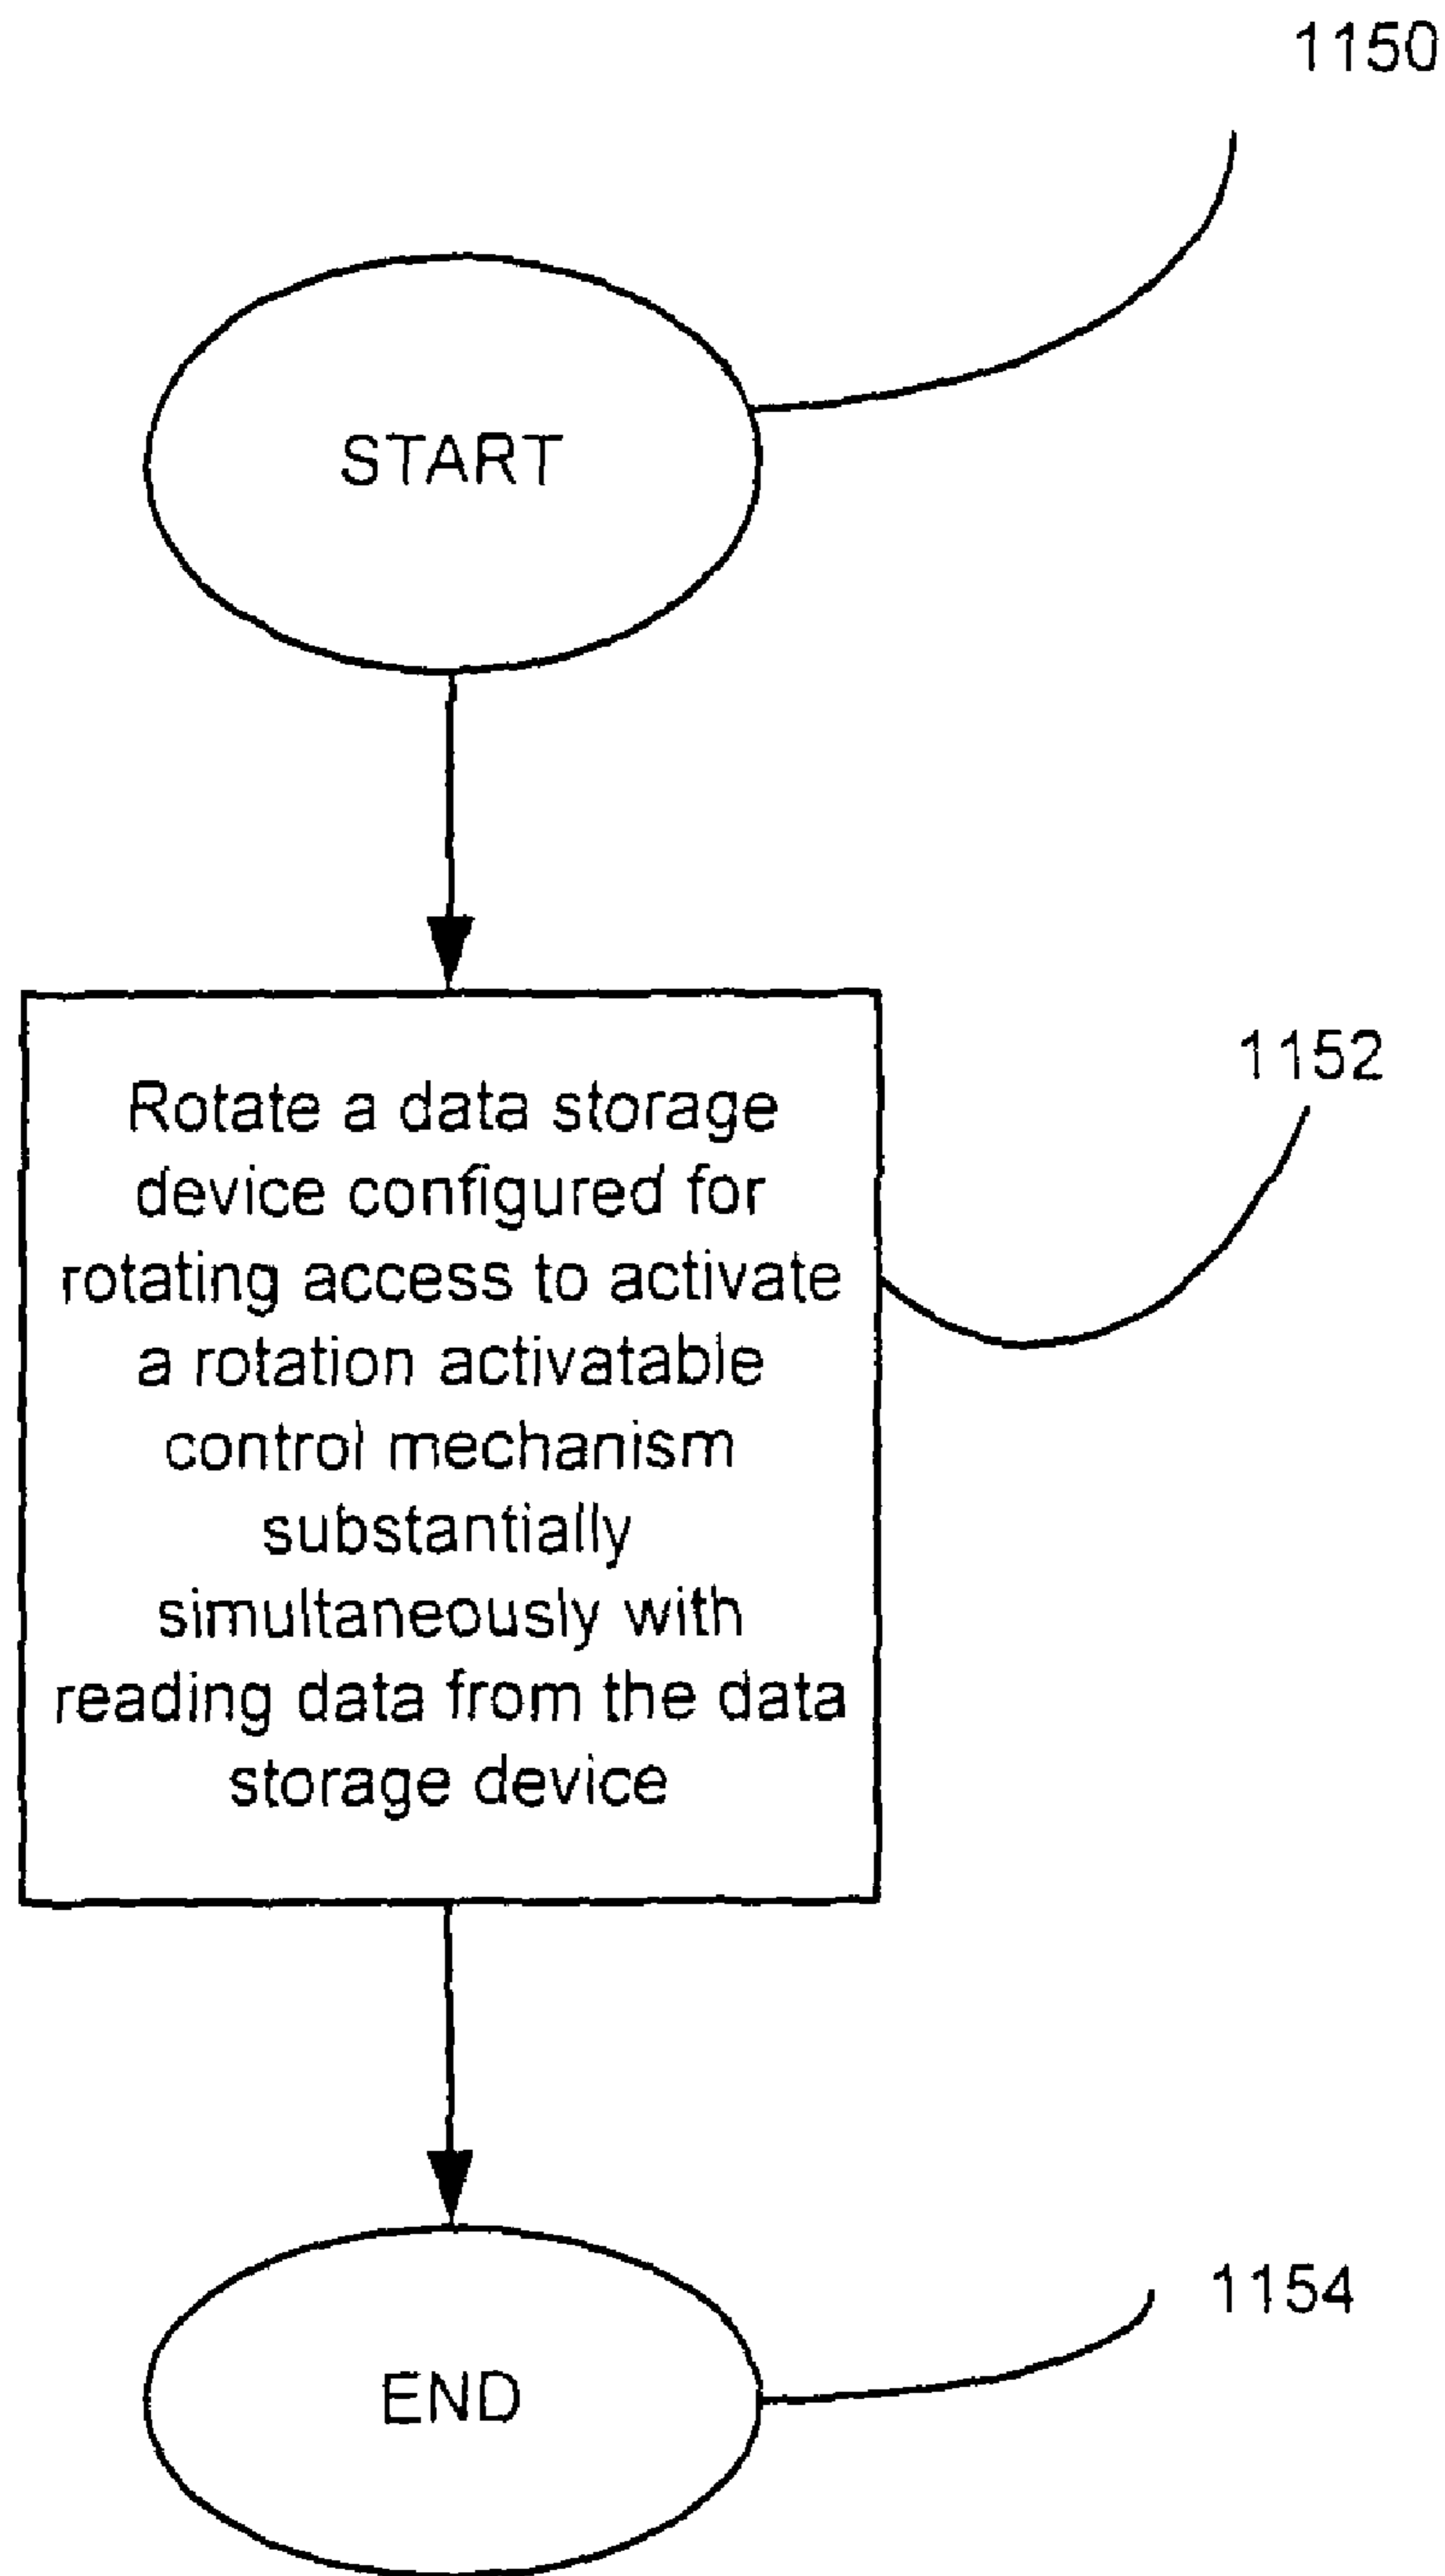 1150
START
1152
Rotate a data storage
device configured for
rotating access to activate
a rotation activatable
control mechanism
substantially
simultaneously with
reading data from the data
storage device
1154
END